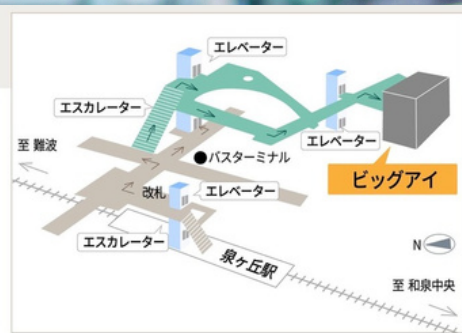 エレベーター
エスカレーター
エレベーター
至 難波
バスターミナル
ビッグアイ
改札
エレベーター
エスカレーター
泉ヶ丘駅
N
至 和泉中央